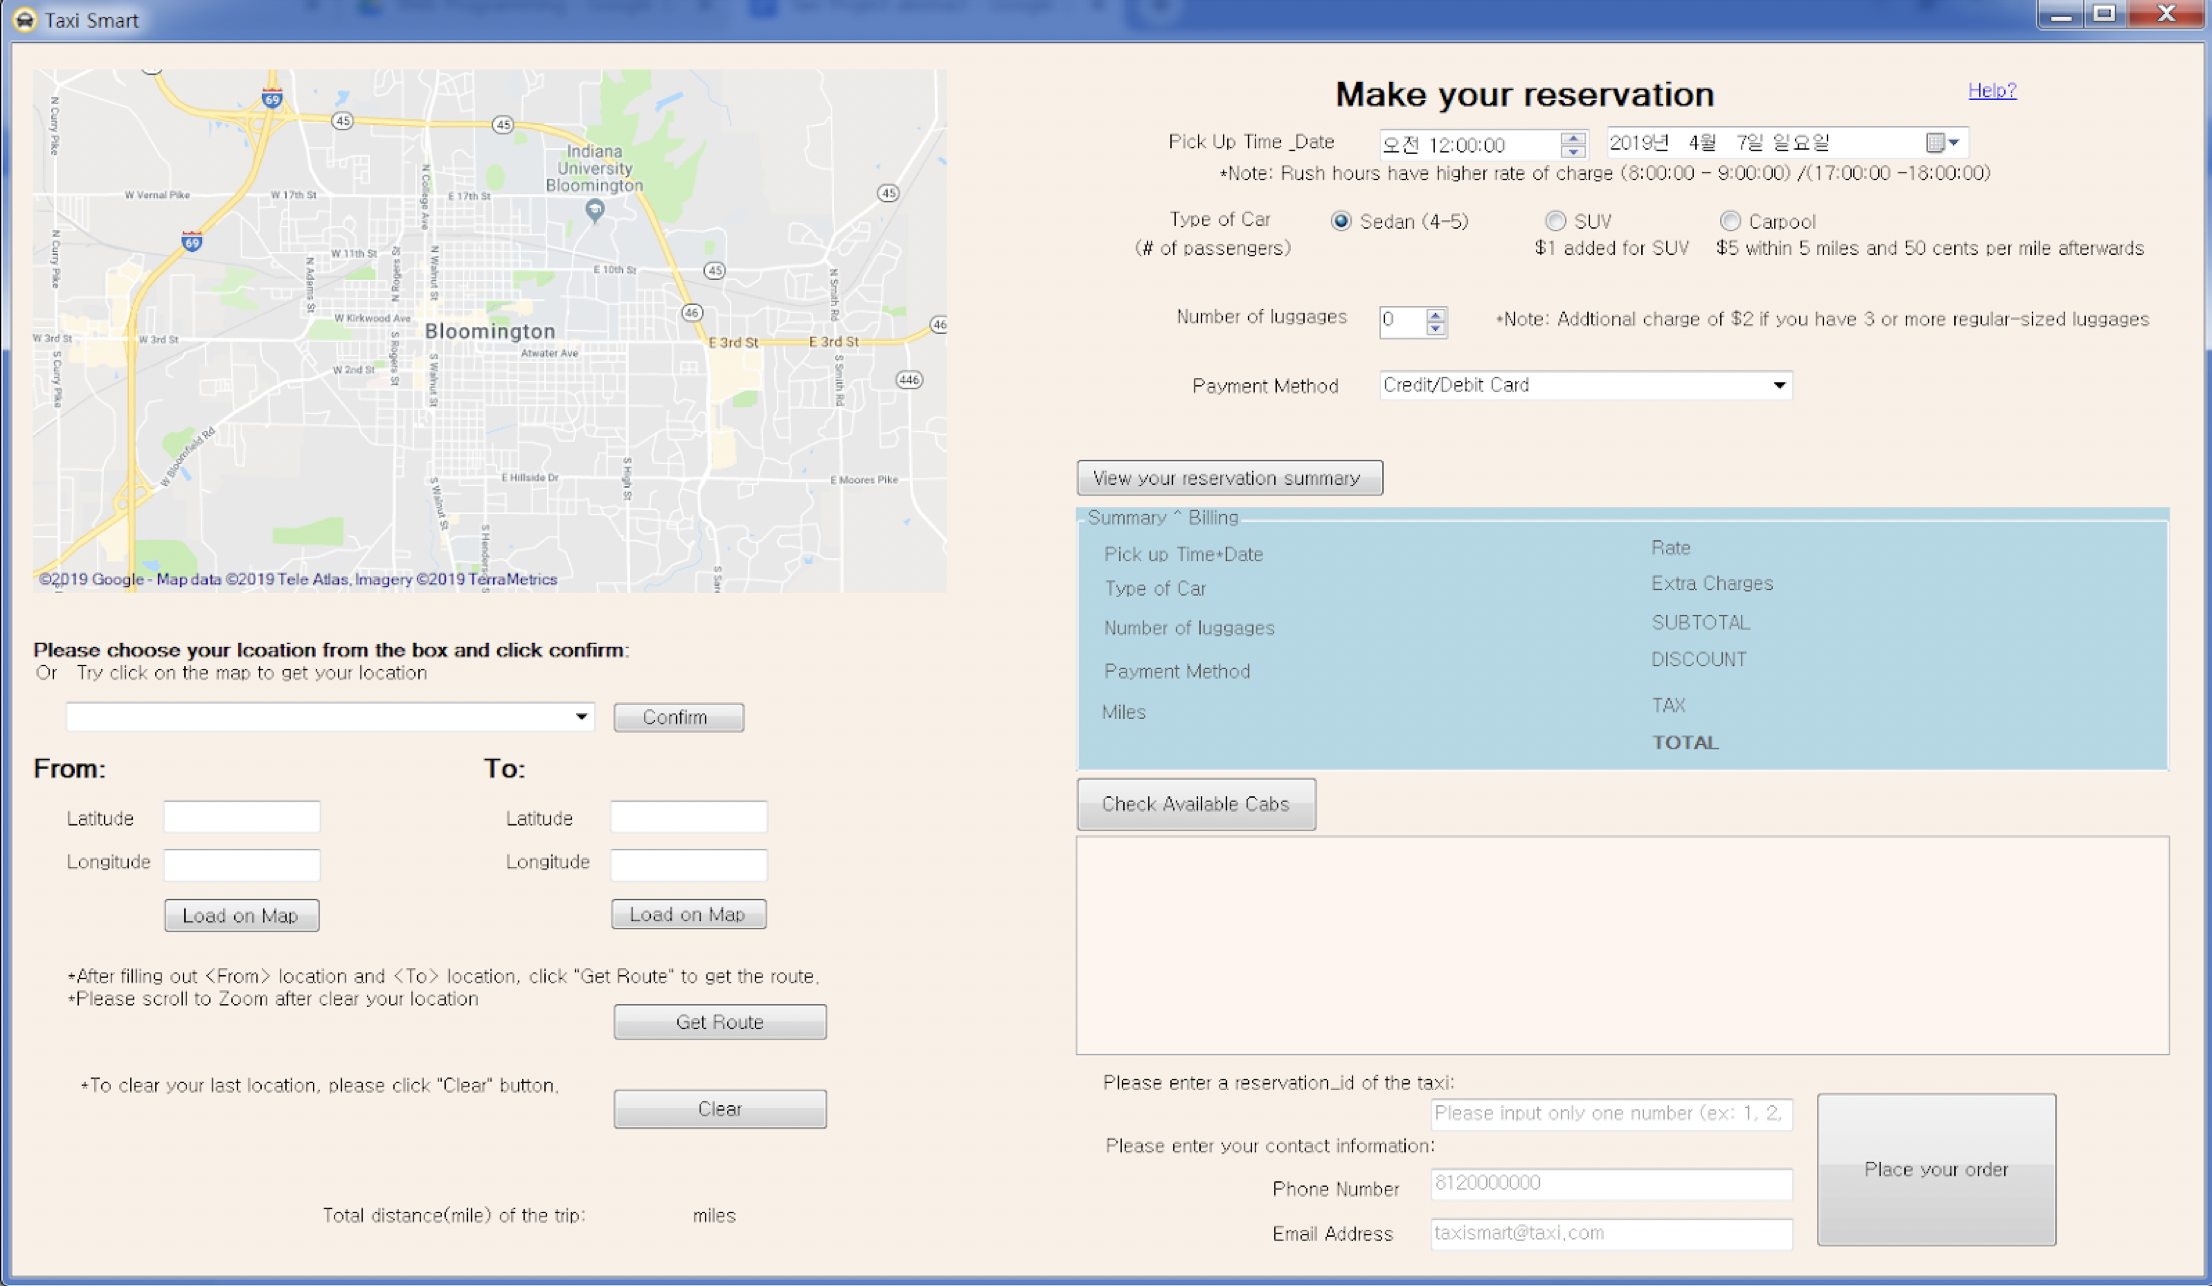 Taxi Smart
69
45
45
Indiana
University
Bloomington
N Curry Pike
N College Ave
W Vernal Pike
W 17th St
E 17th St
45
69
N Curry Pike
W 11th St
N Adams St
N Rogers St
N Walnut St
E 10th St
45
N Smith Rd
W Kirkwood Ave
46
46
Bloomington
W 3rd St
W 3rd St
E 3rd St
E 3rd St
Atwater Ave
S Curry Pike
W 2nd St
S Rogers St
S Walnut St
S Smith Rd
446
W Bloomfield Rd
E Hillside Dr
S High St
E Moores Pike
S Walnut St
©2019 Google - Map data ©2019 Tele Atlas, Imagery ©2019 TerraMetrics
Please choose your lcoation from the box and click confirm:
Or Try click on the map to get your location
Confirm
From:
To:
Latitude
Latitude
Longitude
Longitude
Load on Map
Load on Map
*After filling out <From> location and <To> location, click "Get Route" to get the route.
*Please scroll to Zoom after clear your location
Get Route
*To clear your last location, please click "Clear" button.
Clear
Total distance(mile) of the trip: miles
Make your reservation
Help?
Pick Up Time _Date 오전 12:00:00 2019년 4월 7일 일요일
*Note: Rush hours have higher rate of charge (8:00:00 - 9:00:00) /(17:00:00 -18:00:00)
Type of Car Sedan (4-5) SUV Carpool
(# of passengers) $1 added for SUV $5 within 5 miles and 50 cents per mile afterwards
Number of luggages 0 *Note: Addtional charge of $2 if you have 3 or more regular-sized luggages
Payment Method Credit/Debit Card
View your reservation summary
Summary ^ Billing
Pick up Time*Date
Type of Car
Number of luggages
Payment Method
Miles
Rate
Extra Charges
SUBTOTAL
DISCOUNT
TAX
TOTAL
Check Available Cabs
Please enter a reservation_id of the taxi:
Please input only one number (ex: 1, 2,
Please enter your contact information:
Phone Number 8120000000
Email Address taxismart@taxi.com
Place your order